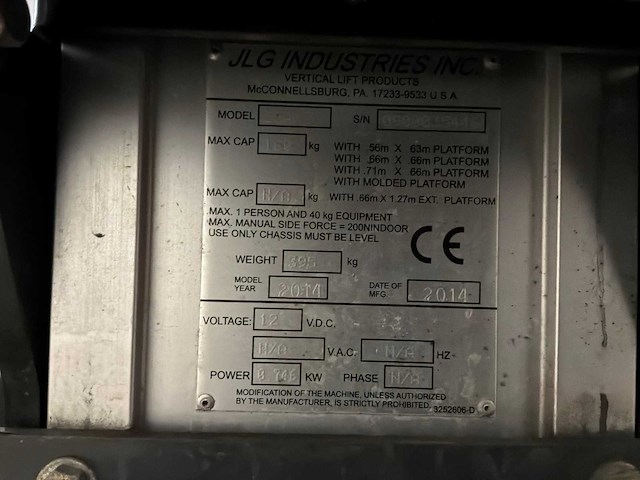 JLG INDUSTRIES INC.
VERTICAL LIFT PRODUCTS
McCONNELLSBURG, PA. 17233-9533 U S A.
MODEL S/N
MAX CAP kg WITH .56m X .63m PLATFORM
WITH .66m X .66m PLATFORM
WITH .71m X .66m PLATFORM
WITH MOLDED PLATFORM
MAX CAP N/A kg WITH .66m X 1.27m EXT. PLATFORM
MAX. 1 PERSON AND 40 kg EQUIPMENT
MAX. MANUAL SIDE FORCE = 200N/INDOOR
USE ONLY CHASSIS MUST BE LEVEL
CE
WEIGHT 395 kg
MODEL YEAR 2014 DATE OF MFG. 2014
VOLTAGE: 12 V.D.C.
N/A V.A.C. N/A HZ
POWER KW PHASE N/A
MODIFICATION OF THE MACHINE, UNLESS AUTHORIZED
BY THE MANUFACTURER, IS STRICTLY PROHIBITED. 3252606-D